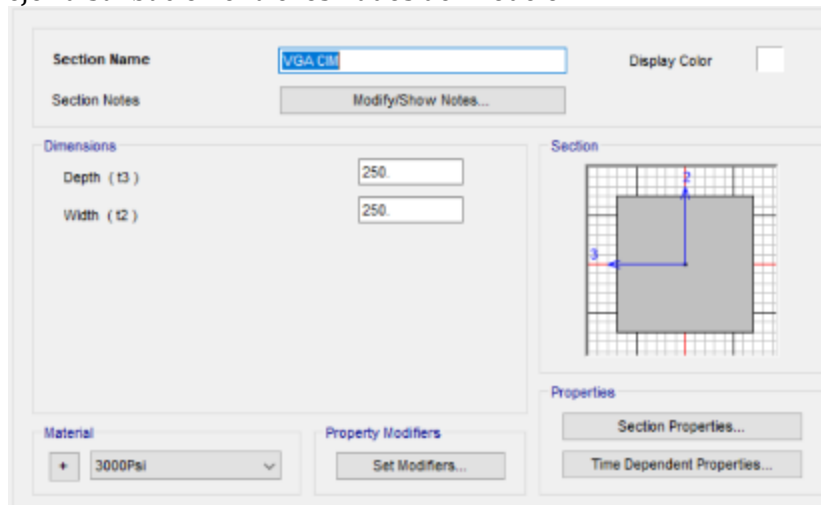 Section Name VGA CIM Display Color
Section Notes Modify/Show Notes...
Dimensions Section
Depth ( t3 ) 250.
Width ( t2 ) 250.
2
3
Properties
Material Property Modifiers Section Properties...
+ 3000Psi Set Modifiers... Time Dependent Properties...